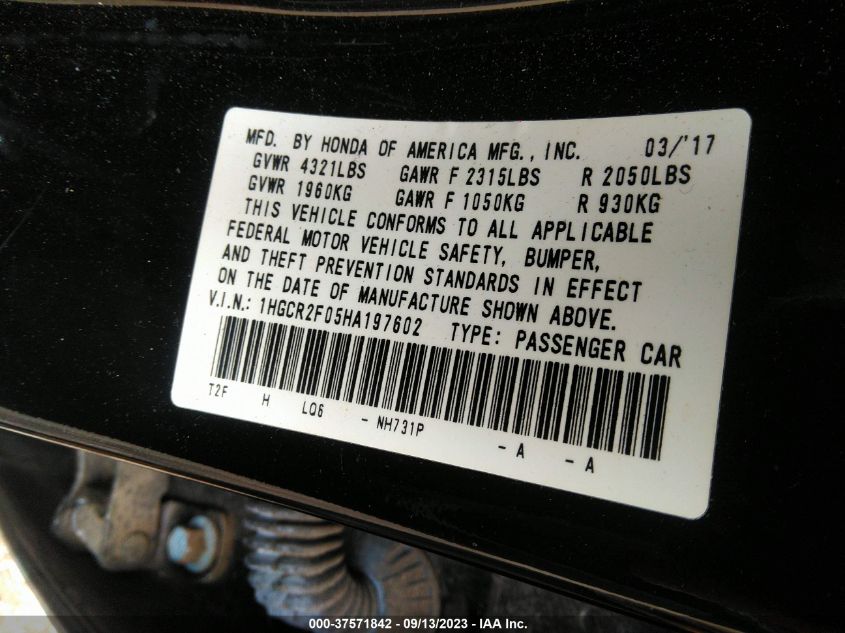 MFD. BY HONDA OF AMERICA MFG., INC. 03/'17
GVWR 4321LBS GAWR F 2315LBS R 2050LBS
GVWR 1960KG GAWR F 1050KG R 930KG
THIS VEHICLE CONFORMS TO ALL APPLICABLE
FEDERAL MOTOR VEHICLE SAFETY, BUMPER,
AND THEFT PREVENTION STANDARDS IN EFFECT
ON THE DATE OF MANUFACTURE SHOWN ABOVE.
V.I.N.: 1HGCR2F05HA197602 TYPE: PASSENGER CAR
T2F H LQ6 - NH731P - A - A
000-37571842 - 09/13/2023 - IAA Inc.